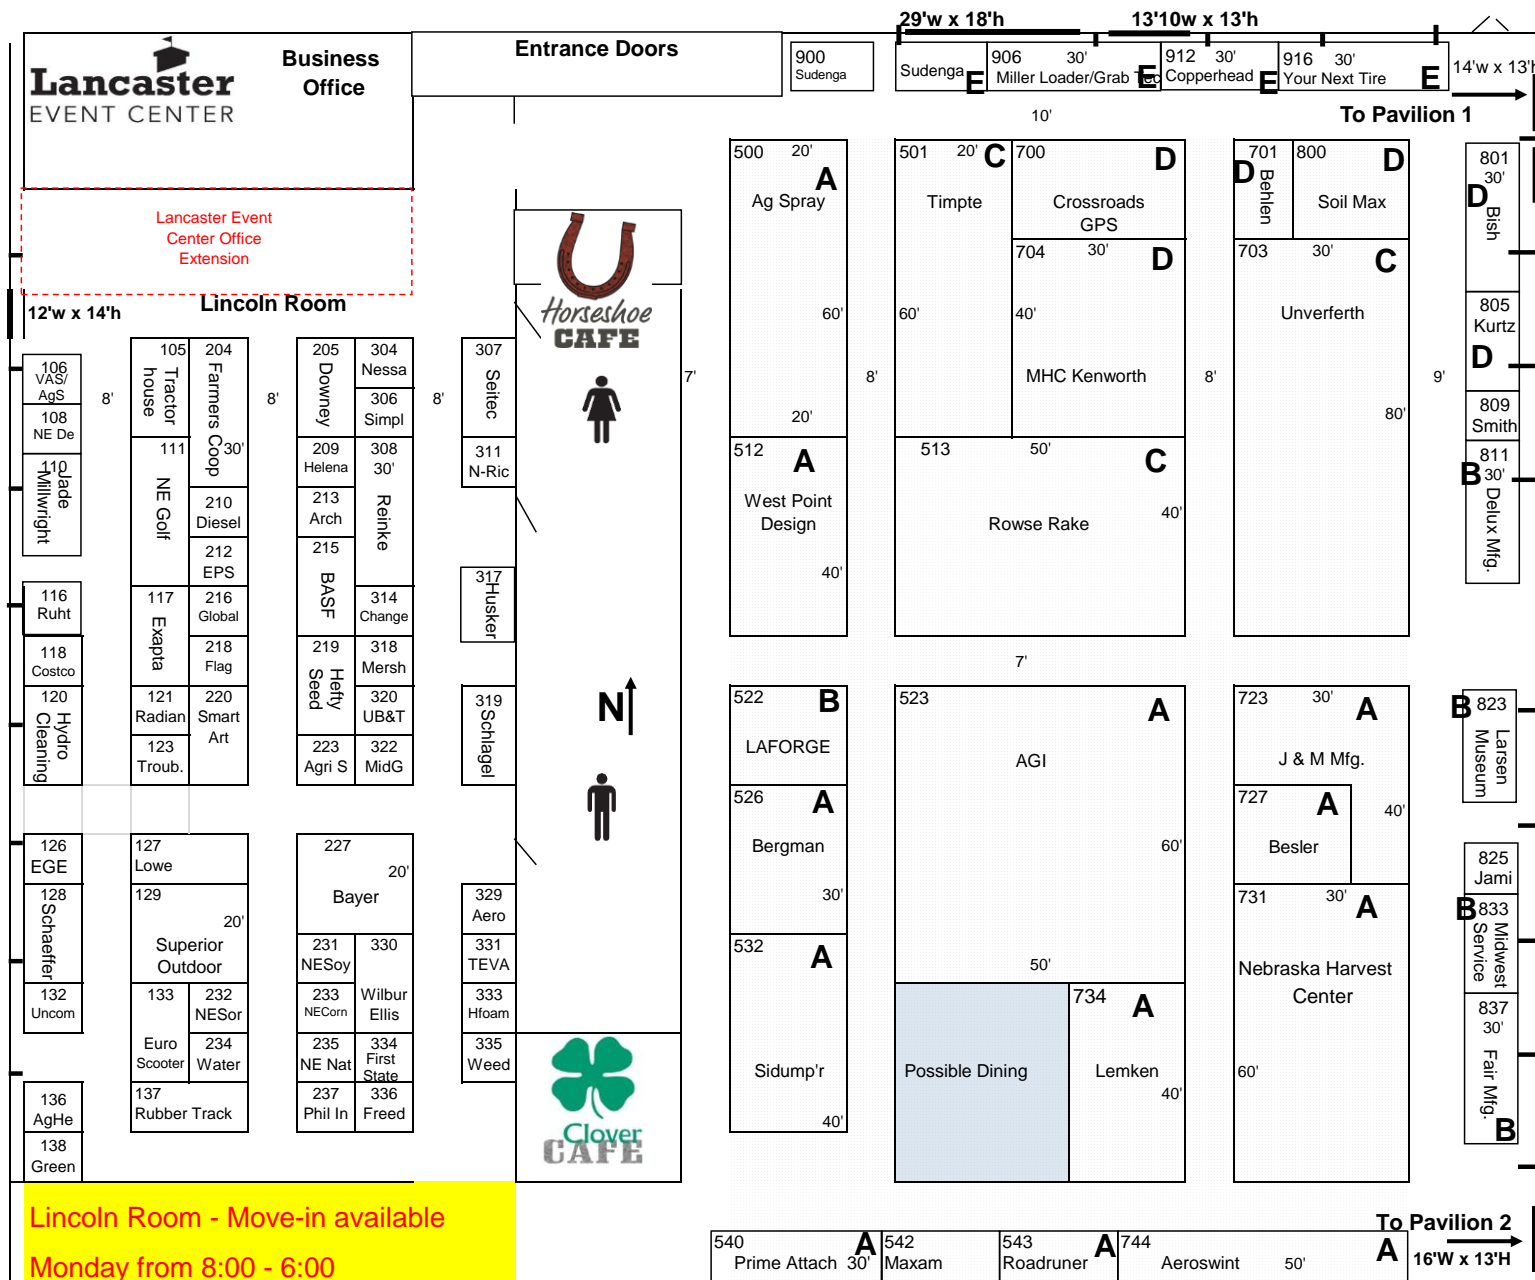 29'w x 18'h
13'10w x 13'h
Lancaster
EVENT CENTER
Business
Office
Entrance Doors
900
Sudenga
Sudenga
E
906 30'
Miller Loader/Grab Tec
E
912 30'
Copperhead
E
916 30'
Your Next Tire
E
14'w x 13'h
To Pavilion 1
10'
Lancaster Event
Center Office
Extension
Lincoln Room
12'w x 14'h
Horseshoe
CAFE
500 20'
A
Ag Spray
60'
20'
501 20' C
Timpte
60'
700
D
Crossroads
GPS
704 30' D
40'
MHC Kenworth
701
D
Behlen
800
D
Soil Max
703 30' C
Unverferth
80'
801
30'
D
Bish
805
Kurtz
D
809
Smith
811
B 30'
Delux Mfg.
106
VAS/
AgS
108
NE De
110
Jade
Millwright
116
Ruht
118
Costco
120
Hydro
Cleaning
126
EGE
128
Schaeffer
132
Uncom
136
AgHe
138
Green
8'
105
Tractor
house
111
NE Golf
117
Exapta
121
Radian
123
Troub.
127
Lowe
129
20'
Superior
Outdoor
133
Euro
Scooter
137
Rubber Track
204
Farmers Coop
30'
210
Diesel
212
EPS
216
Global
218
Flag
220
Smart
Art
232
NESor
234
Water
8'
205
Downey
209
Helena
213
Arch
215
BASF
219
Hefty
Seed
223
Agri S
227
20'
Bayer
231
NESoy
233
NECorn
235
NE Nat
237
Phil In
304
Nessa
306
Simpl
308
30'
Reinke
314
Change
318
Mersh
320
UB&T
322
MidG
330
Wilbur
Ellis
334
First
State
336
Freed
8'
307
Seitec
311
N-Ric
317
Husker
319
Schlagel
329
Aero
331
TEVA
333
Hfoam
335
Weed
N
Clover
CAFE
7'
8'
8'
9'
512 A
West Point
Design
40'
513 50' C
Rowse Rake
40'
7'
522 B
LAFORGE
526 A
Bergman
30'
532 A
Sidump'r
40'
523 A
AGI
60'
50'
Possible Dining
734 A
Lemken
40'
723 30' A
J & M Mfg.
40'
727 A
Besler
731 30' A
Nebraska Harvest
Center
60'
B 823
Larsen
Museum
825
Jami
B 833
Midwest
Service
837
30'
Fair Mfg.
B
Lincoln Room - Move-in available
Monday from 8:00 - 6:00
540 A
Prime Attach 30'
542
Maxam
543 A
Roadruner
744 A
Aeroswint 50'
To Pavilion 2
16'W x 13'H